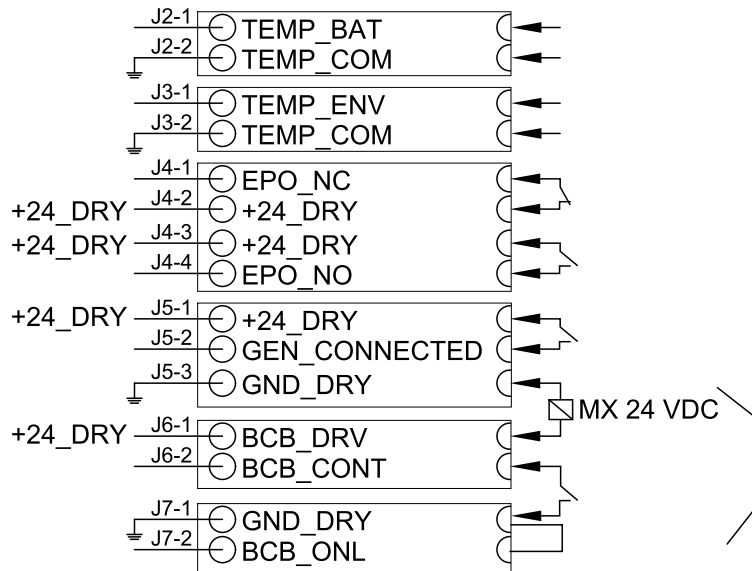 J2-1 TEMP_BAT
J2-2 TEMP_COM
J3-1 TEMP_ENV
J3-2 TEMP_COM
J4-1 EPO_NC
+24_DRY J4-2 +24_DRY
+24_DRY J4-3 +24_DRY
J4-4 EPO_NO
+24_DRY J5-1 +24_DRY
J5-2 GEN_CONNECTED
J5-3 GND_DRY
MX 24 VDC
+24_DRY J6-1 BCB_DRV
J6-2 BCB_CONT
J7-1 GND_DRY
J7-2 BCB_ONL